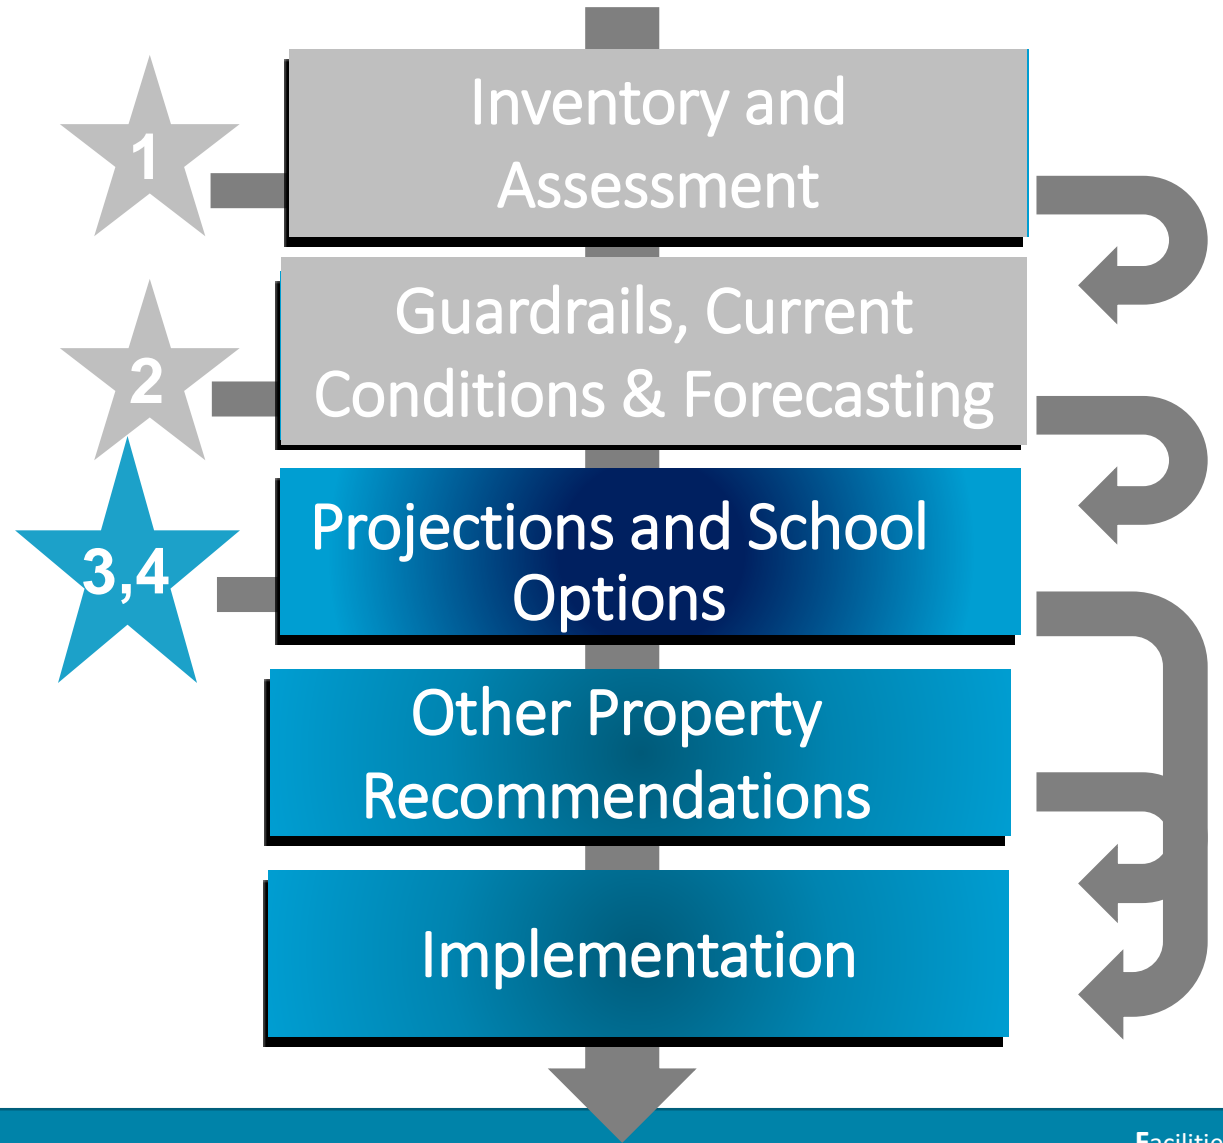 Inventory and
Assessment
1
Guardrails, Current
Conditions & Forecasting
2
Projections and School
Options
3,4
Other Property
Recommendations
Implementation